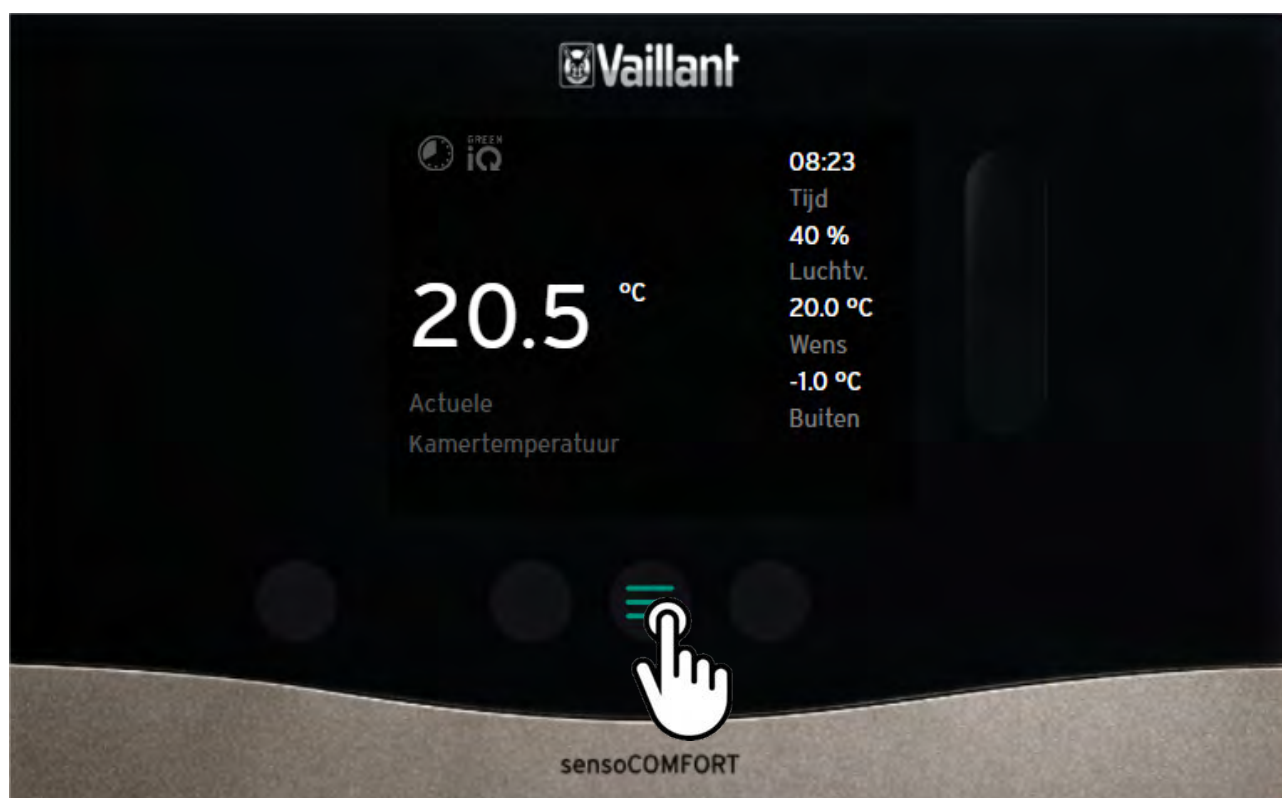 Vaillant
GREEN
iQ
08:23
Tijd
40 %
Luchtv.
20.0 °C
Wens
-1.0 °C
Buiten
20.5 °C
Actuele
Kamertemperatuur
sensoCOMFORT